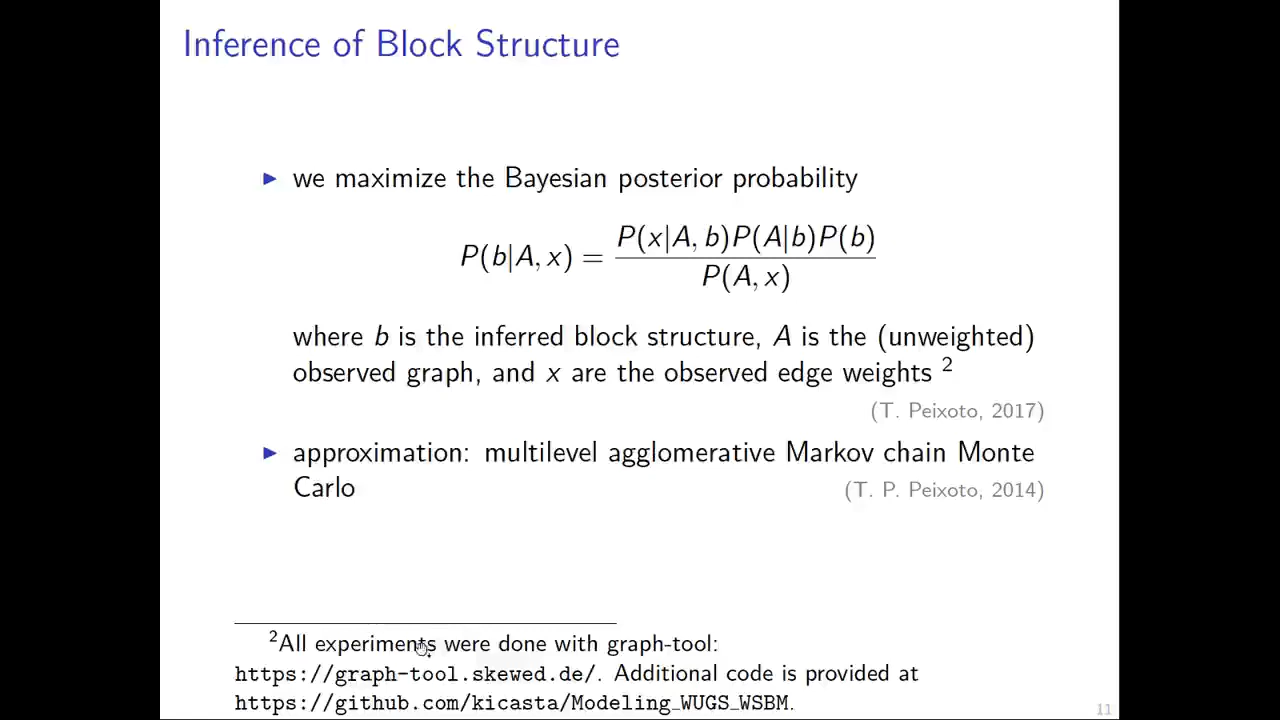 Inference of Block Structure
▶ we maximize the Bayesian posterior probability
P(b|A, x) = P(x|A, b)P(A|b)P(b) / P(A, x)
where b is the inferred block structure, A is the (unweighted)
observed graph, and x are the observed edge weights ²
(T. Peixoto, 2017)
▶ approximation: multilevel agglomerative Markov chain Monte
Carlo (T. P. Peixoto, 2014)
²All experiments were done with graph-tool:
https://graph-tool.skewed.de/. Additional code is provided at
https://github.com/kicasta/Modeling_WUGS_WSBM.
11